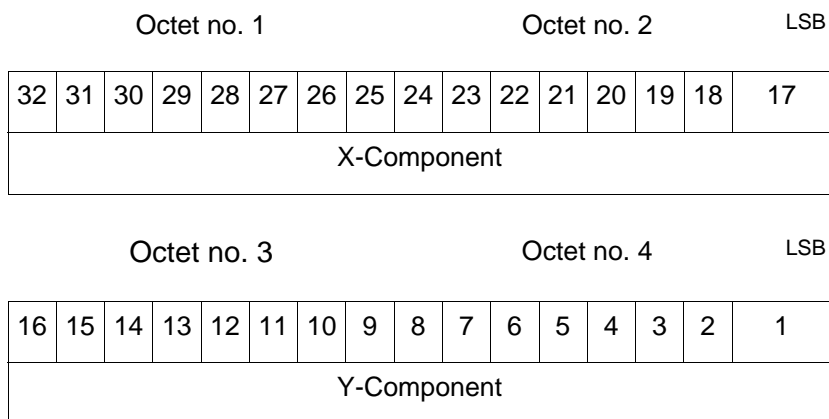 Octet no. 1 Octet no. 2 LSB
32 31 30 29 28 27 26 25 24 23 22 21 20 19 18 17
X-Component
Octet no. 3 Octet no. 4 LSB
16 15 14 13 12 11 10 9 8 7 6 5 4 3 2 1
Y-Component